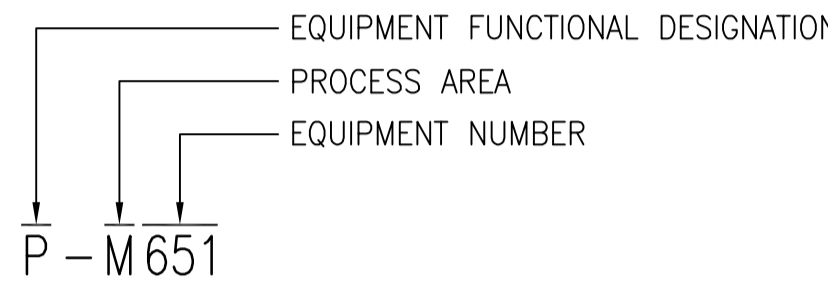 EQUIPMENT FUNCTIONAL DESIGNATION
PROCESS AREA
EQUIPMENT NUMBER
P-M651